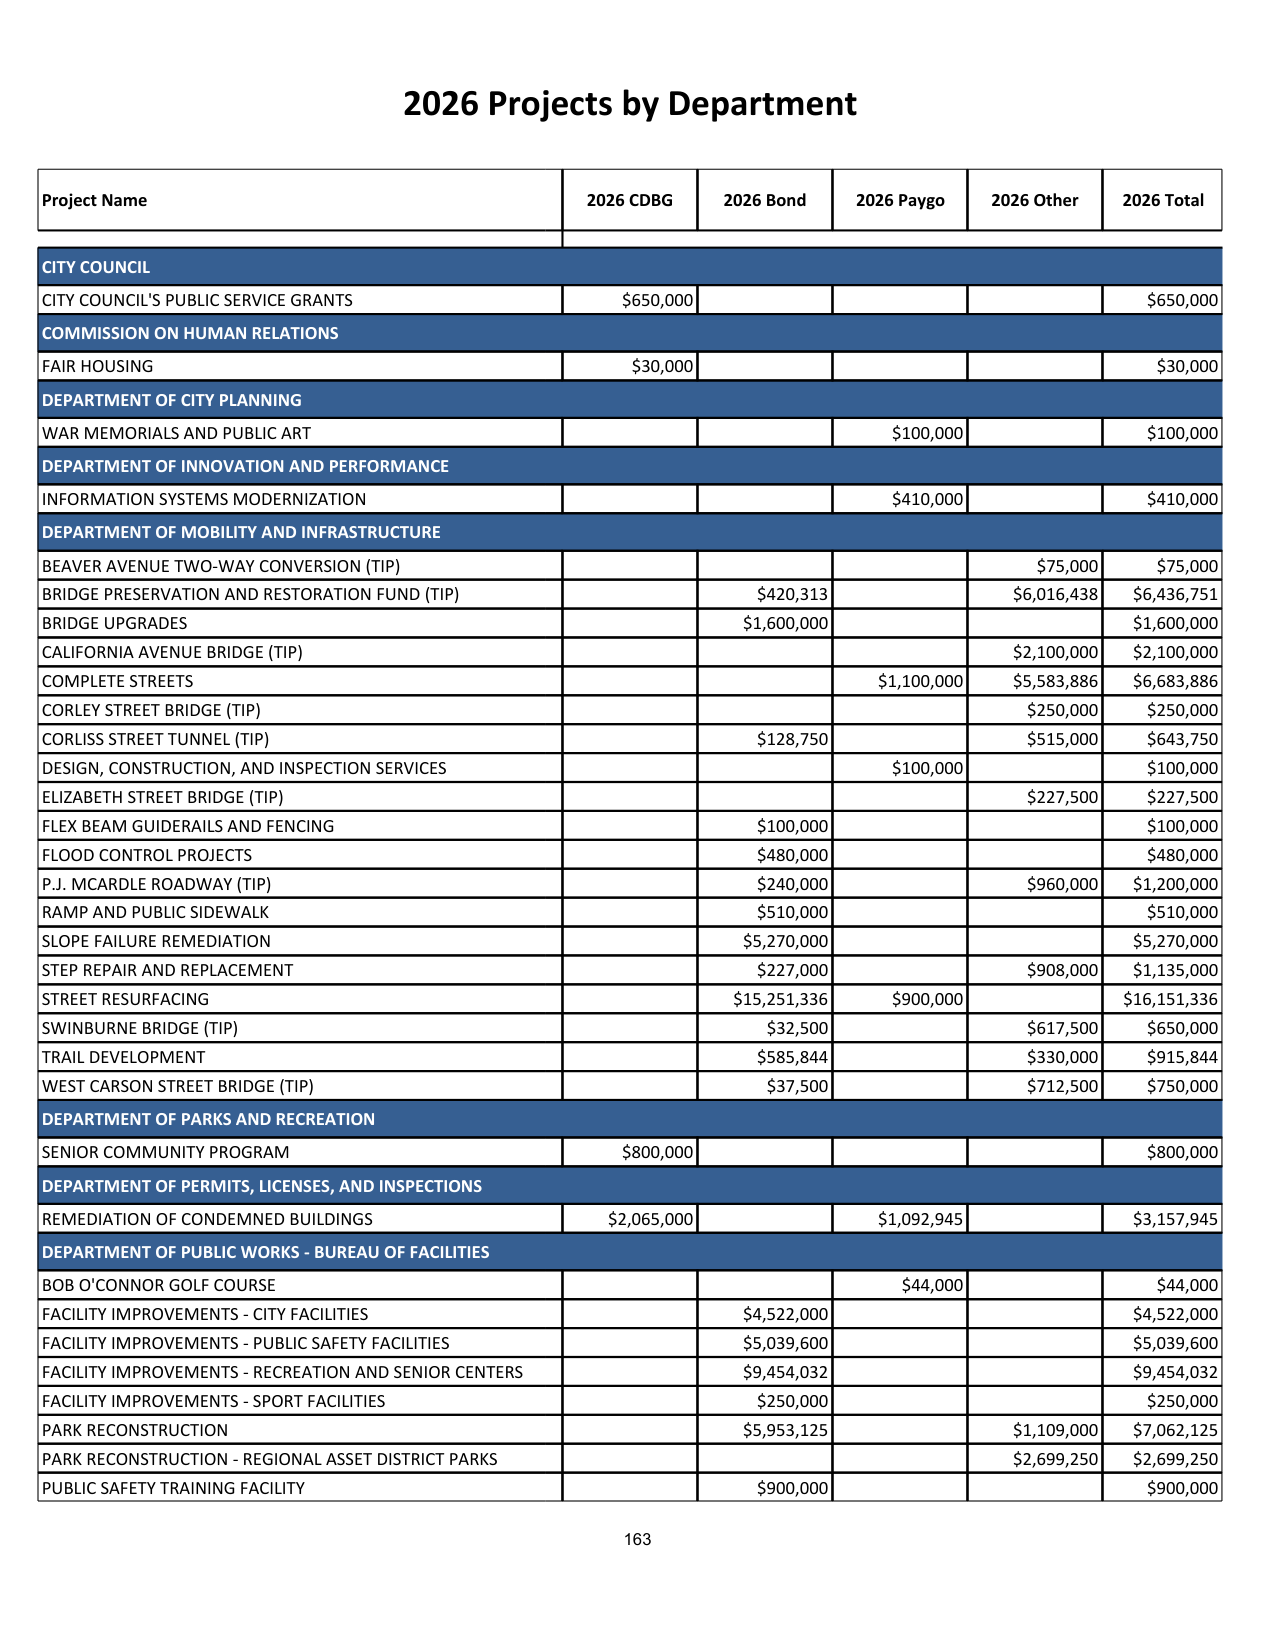 2026 Projects by Department
Project Name 2026 CDBG 2026 Bond 2026 Paygo 2026 Other 2026 Total
CITY COUNCIL
CITY COUNCIL'S PUBLIC SERVICE GRANTS $650,000 $650,000
COMMISSION ON HUMAN RELATIONS
FAIR HOUSING $30,000 $30,000
DEPARTMENT OF CITY PLANNING
WAR MEMORIALS AND PUBLIC ART $100,000 $100,000
DEPARTMENT OF INNOVATION AND PERFORMANCE
INFORMATION SYSTEMS MODERNIZATION $410,000 $410,000
DEPARTMENT OF MOBILITY AND INFRASTRUCTURE
BEAVER AVENUE TWO-WAY CONVERSION (TIP) $75,000 $75,000
BRIDGE PRESERVATION AND RESTORATION FUND (TIP) $420,313 $6,016,438 $6,436,751
BRIDGE UPGRADES $1,600,000 $1,600,000
CALIFORNIA AVENUE BRIDGE (TIP) $2,100,000 $2,100,000
COMPLETE STREETS $1,100,000 $5,583,886 $6,683,886
CORLEY STREET BRIDGE (TIP) $250,000 $250,000
CORLISS STREET TUNNEL (TIP) $128,750 $515,000 $643,750
DESIGN, CONSTRUCTION, AND INSPECTION SERVICES $100,000 $100,000
ELIZABETH STREET BRIDGE (TIP) $227,500 $227,500
FLEX BEAM GUIDERAILS AND FENCING $100,000 $100,000
FLOOD CONTROL PROJECTS $480,000 $480,000
P.J. MCARDLE ROADWAY (TIP) $240,000 $960,000 $1,200,000
RAMP AND PUBLIC SIDEWALK $510,000 $510,000
SLOPE FAILURE REMEDIATION $5,270,000 $5,270,000
STEP REPAIR AND REPLACEMENT $227,000 $908,000 $1,135,000
STREET RESURFACING $15,251,336 $900,000 $16,151,336
SWINBURNE BRIDGE (TIP) $32,500 $617,500 $650,000
TRAIL DEVELOPMENT $585,844 $330,000 $915,844
WEST CARSON STREET BRIDGE (TIP) $37,500 $712,500 $750,000
DEPARTMENT OF PARKS AND RECREATION
SENIOR COMMUNITY PROGRAM $800,000 $800,000
DEPARTMENT OF PERMITS, LICENSES, AND INSPECTIONS
REMEDIATION OF CONDEMNED BUILDINGS $2,065,000 $1,092,945 $3,157,945
DEPARTMENT OF PUBLIC WORKS - BUREAU OF FACILITIES
BOB O'CONNOR GOLF COURSE $44,000 $44,000
FACILITY IMPROVEMENTS - CITY FACILITIES $4,522,000 $4,522,000
FACILITY IMPROVEMENTS - PUBLIC SAFETY FACILITIES $5,039,600 $5,039,600
FACILITY IMPROVEMENTS - RECREATION AND SENIOR CENTERS $9,454,032 $9,454,032
FACILITY IMPROVEMENTS - SPORT FACILITIES $250,000 $250,000
PARK RECONSTRUCTION $5,953,125 $1,109,000 $7,062,125
PARK RECONSTRUCTION - REGIONAL ASSET DISTRICT PARKS $2,699,250 $2,699,250
PUBLIC SAFETY TRAINING FACILITY $900,000 $900,000
163